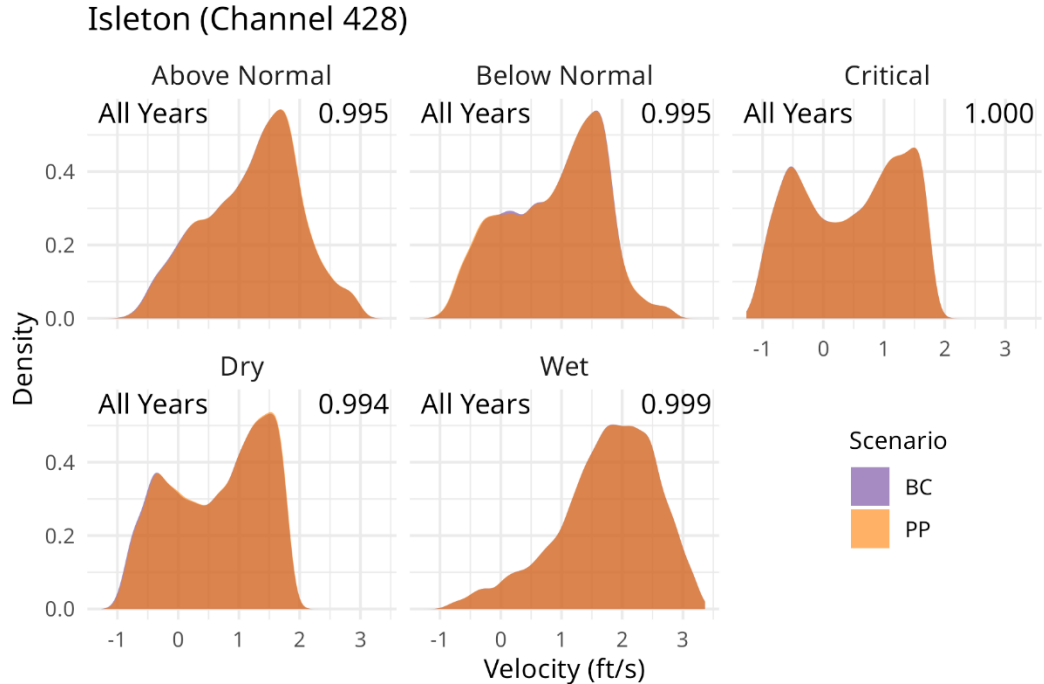 Isleton (Channel 428)
Above Normal
Below Normal
Critical
All Years 0.995
All Years 0.995
All Years 1.000
0.4
0.2
0.0
-1 0 1 2 3
Density
Dry
Wet
All Years 0.994
All Years 0.999
0.4
0.2
0.0
-1 0 1 2 3
-1 0 1 2 3
Velocity (ft/s)
Scenario
BC
PP